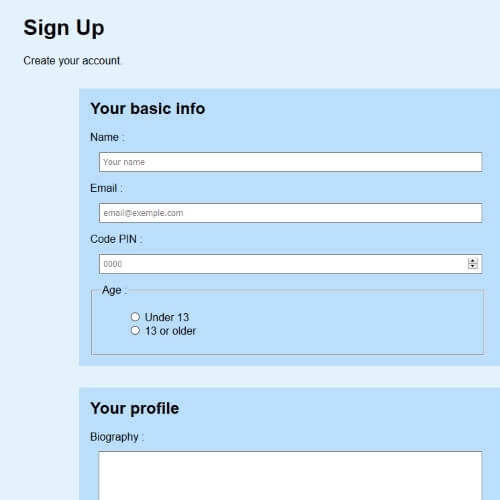 Sign Up
Create your account.
Your basic info
Name :
Your name
Email :
email@exemple.com
Code PIN :
0000
Age :
Under 13
13 or older
Your profile
Biography :